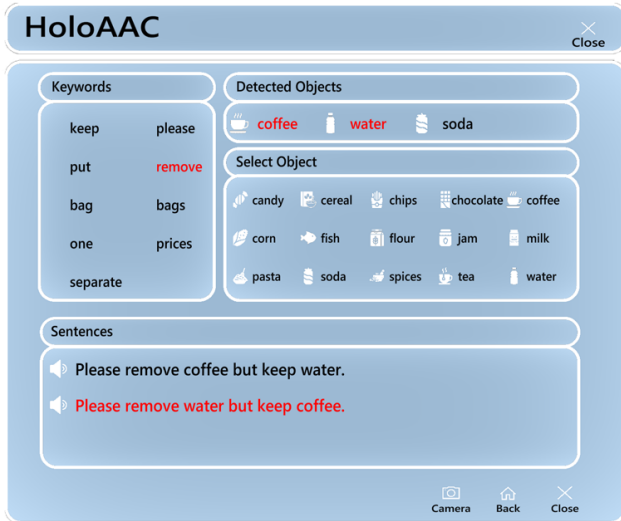 HoloAAC
Close
Keywords
keep please
put remove
bag bags
one prices
separate
Detected Objects
coffee water soda
Select Object
candy cereal chips chocolate coffee
corn fish flour jam milk
pasta soda spices tea water
Sentences
Please remove coffee but keep water.
Please remove water but keep coffee.
Camera Back Close